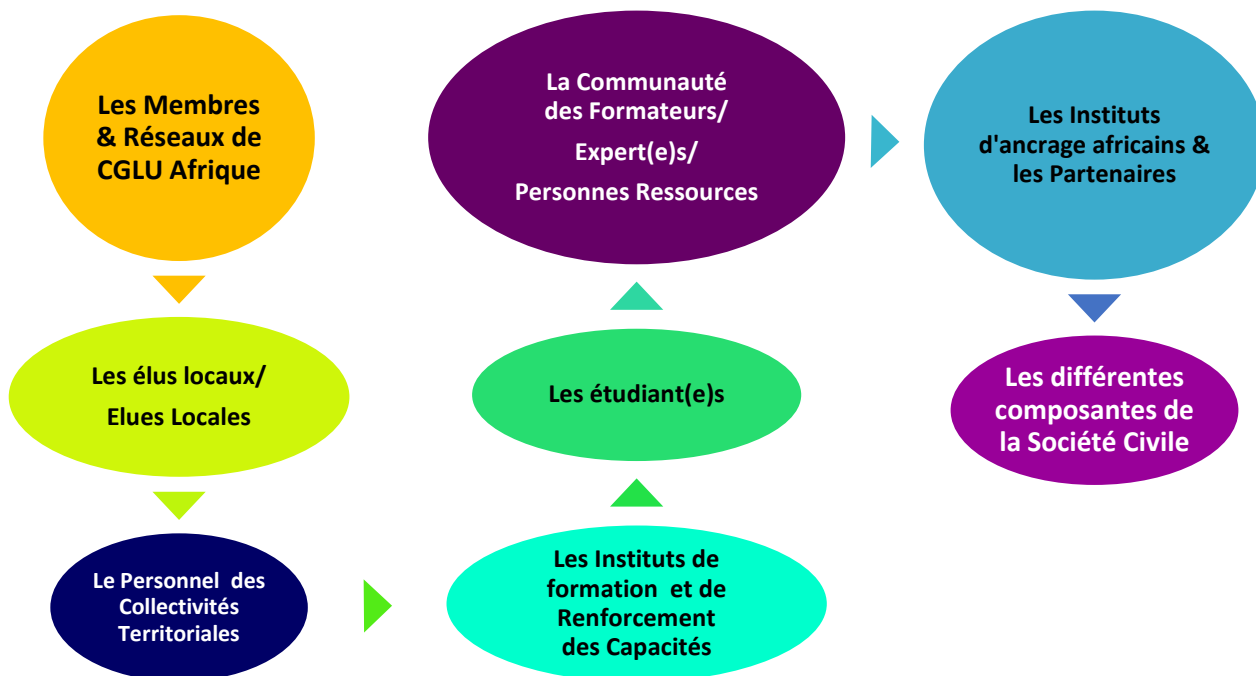 Les Membres
& Réseaux de
CGLU Afrique
Les élus locaux/
Elues Locales
Le Personnel des
Collectivités
Territoriales
Les Instituts de
formation et de
Renforcement
des Capacités
Les étudiant(e)s
La Communauté
des Formateurs/
Expert(e)s/
Personnes Ressources
Les Instituts
d'ancrage africains &
les Partenaires
Les différentes
composantes de
la Société Civile